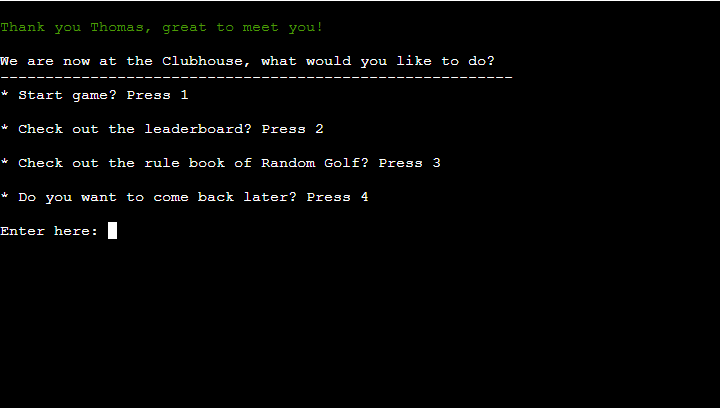 Thank you Thomas, great to meet you!
We are now at the Clubhouse, what would you like to do?
---------------------------------------------------------
* Start game? Press 1
* Check out the leaderboard? Press 2
* Check out the rule book of Random Golf? Press 3
* Do you want to come back later? Press 4
Enter here: